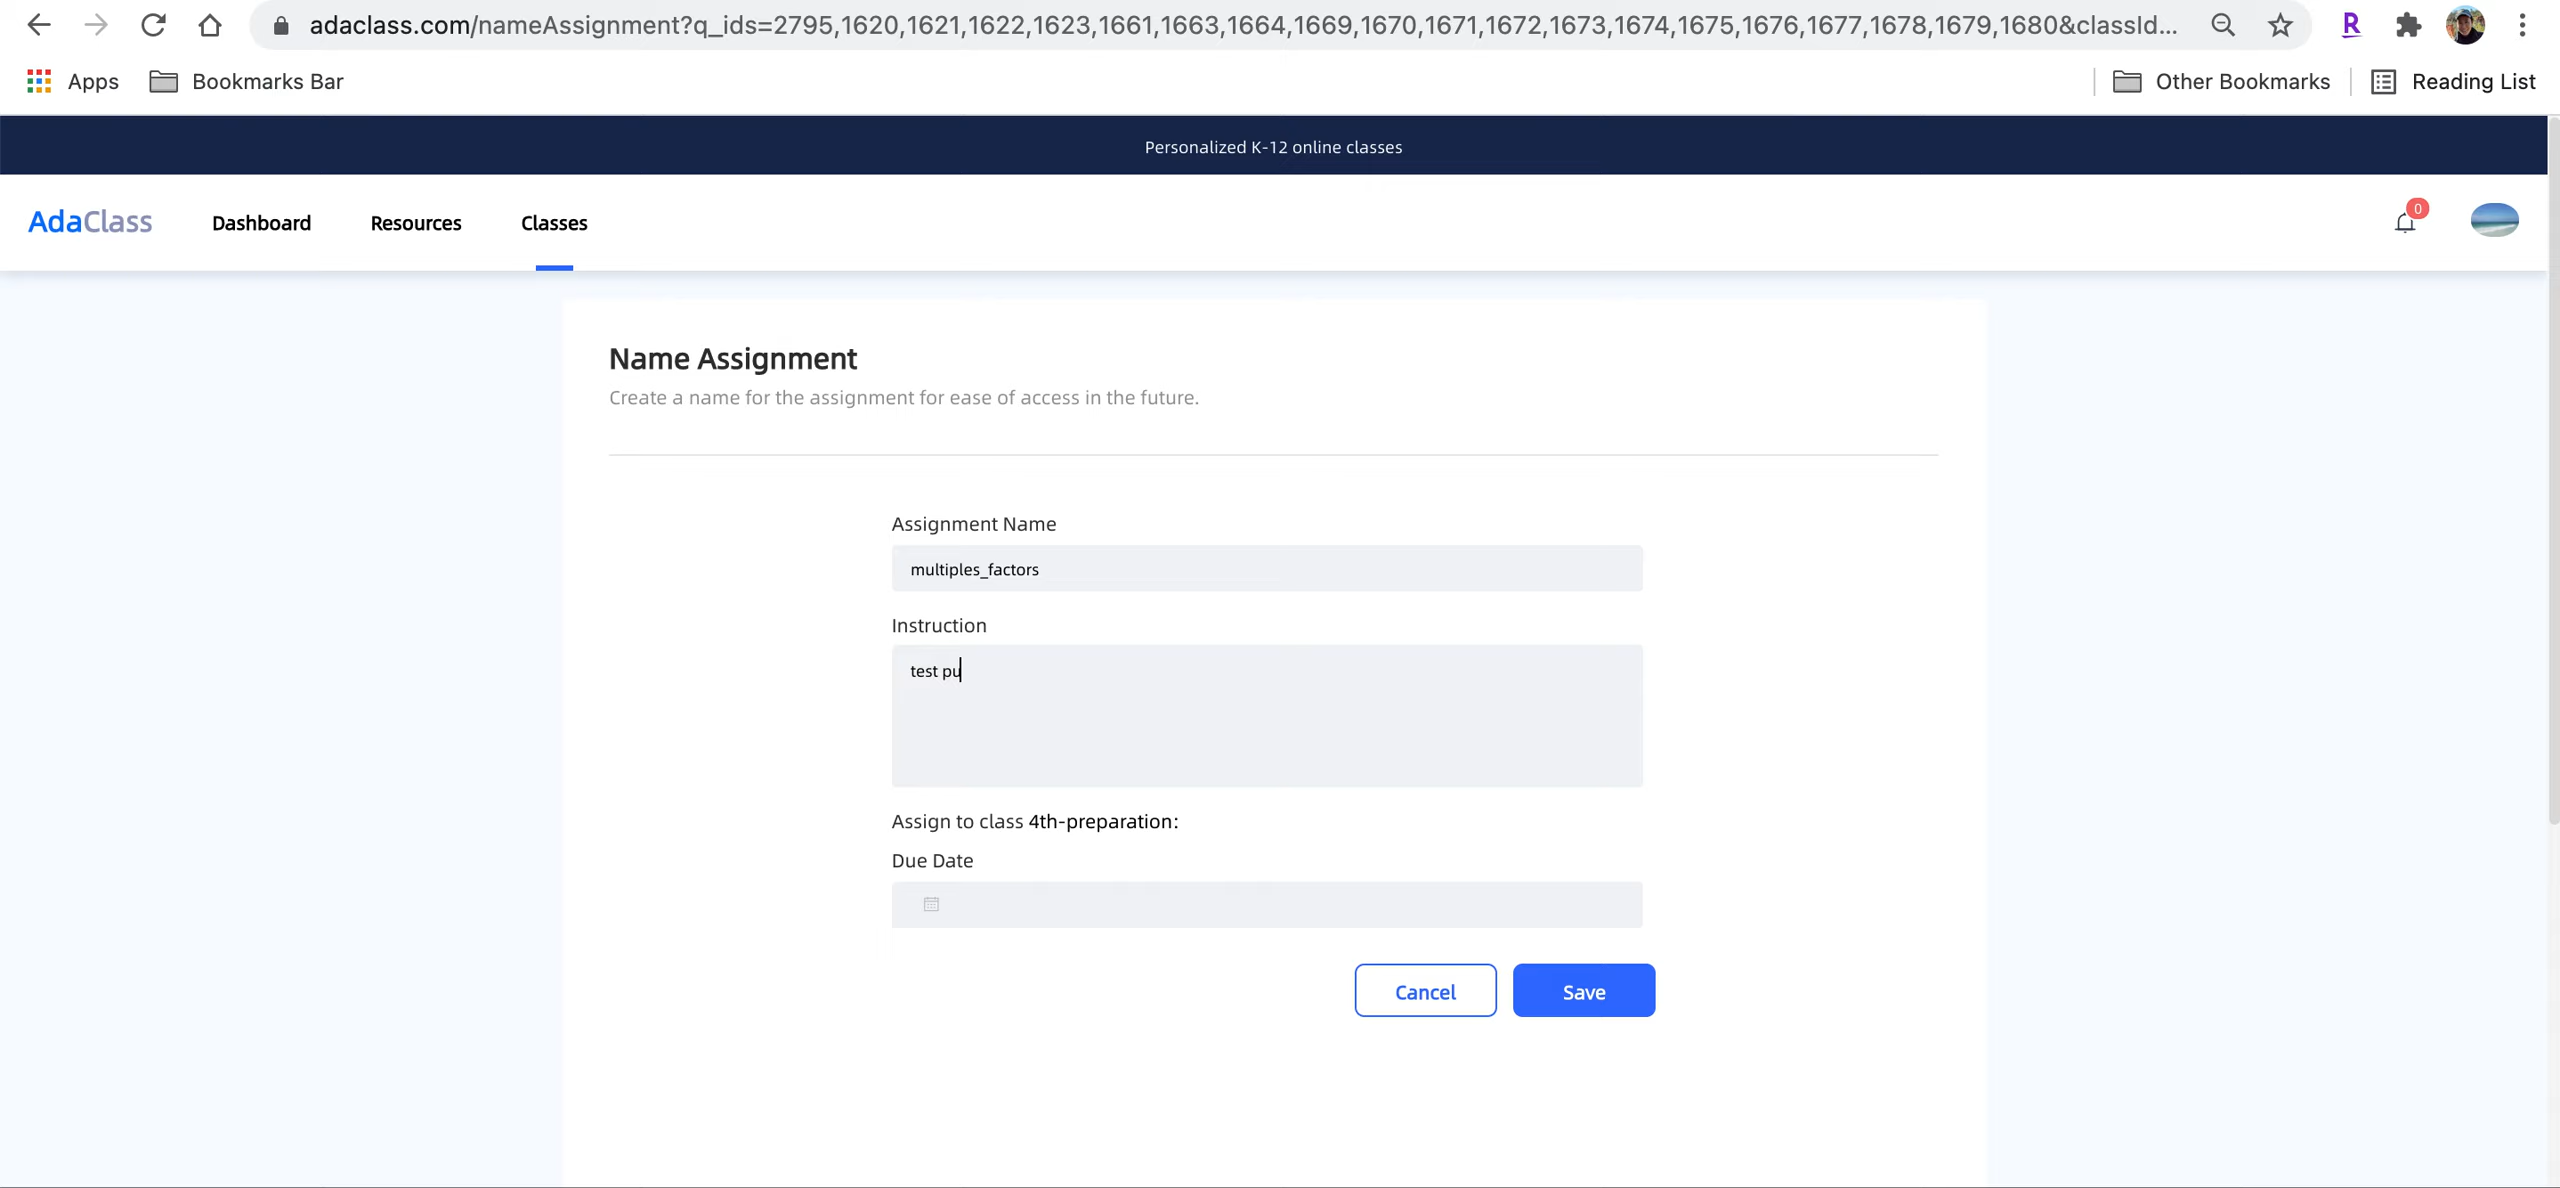 adaclass.com/nameAssignment?q_ids=2795,1620,1621,1622,1623,1661,1663,1664,1669,1670,1671,1672,1673,1674,1675,1676,1677,1678,1679,1680&classId...
R
Apps
Bookmarks Bar
Other Bookmarks
Reading List
Personalized K-12 online classes
AdaClass
Dashboard
Resources
Classes
0
Name Assignment
Create a name for the assignment for ease of access in the future.
Assignment Name
multiples_factors
Instruction
test pu
Assign to class 4th-preparation:
Due Date
Cancel
Save